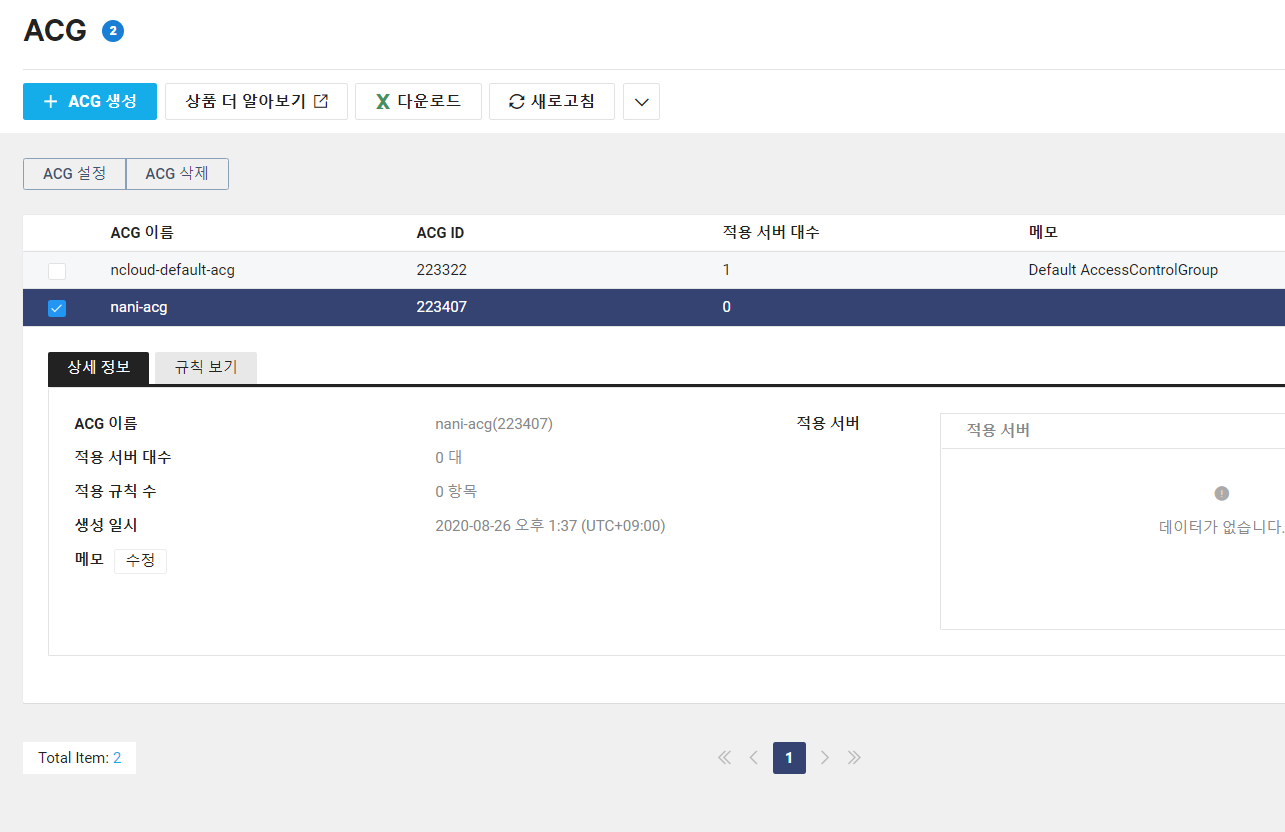 ACG 2
ACG 생성 상품 더 알아보기 다운로드 새로고침
ACG 설정 ACG 삭제
ACG 이름 ACG ID 적용 서버 대수 메모
ncloud-default-acg 223322 1 Default AccessControlGroup
nani-acg 223407 0
상세 정보 규칙 보기
ACG 이름 nani-acg(223407) 적용 서버 적용 서버
적용 서버 대수 0 대
적용 규칙 수 0 항목
생성 일시 2020-08-26 오후 1:37 (UTC+09:00) 데이터가 없습니다.
메모 수정
Total Item: 2 1